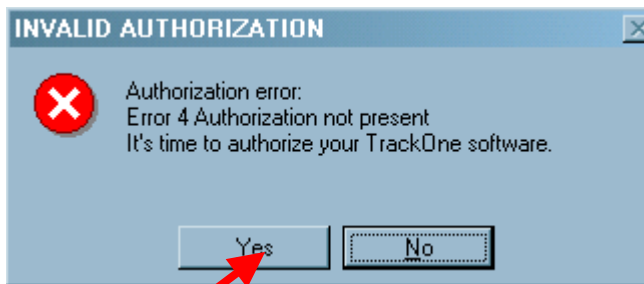 INVALID AUTHORIZATION
Authorization error:
Error 4 Authorization not present
It's time to authorize your TrackOne software.
Yes
No